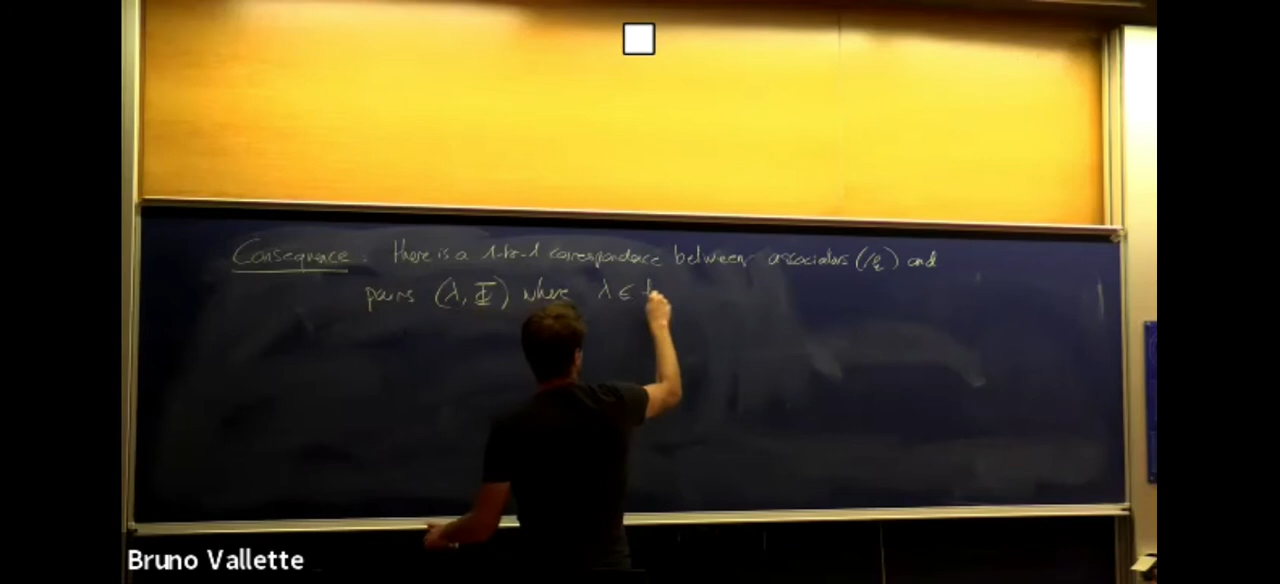 Consequence : there is a 1-to-1 correspondence between associators (/k) and
pairs (λ, Φ) where λ ∈ k
Bruno Vallette